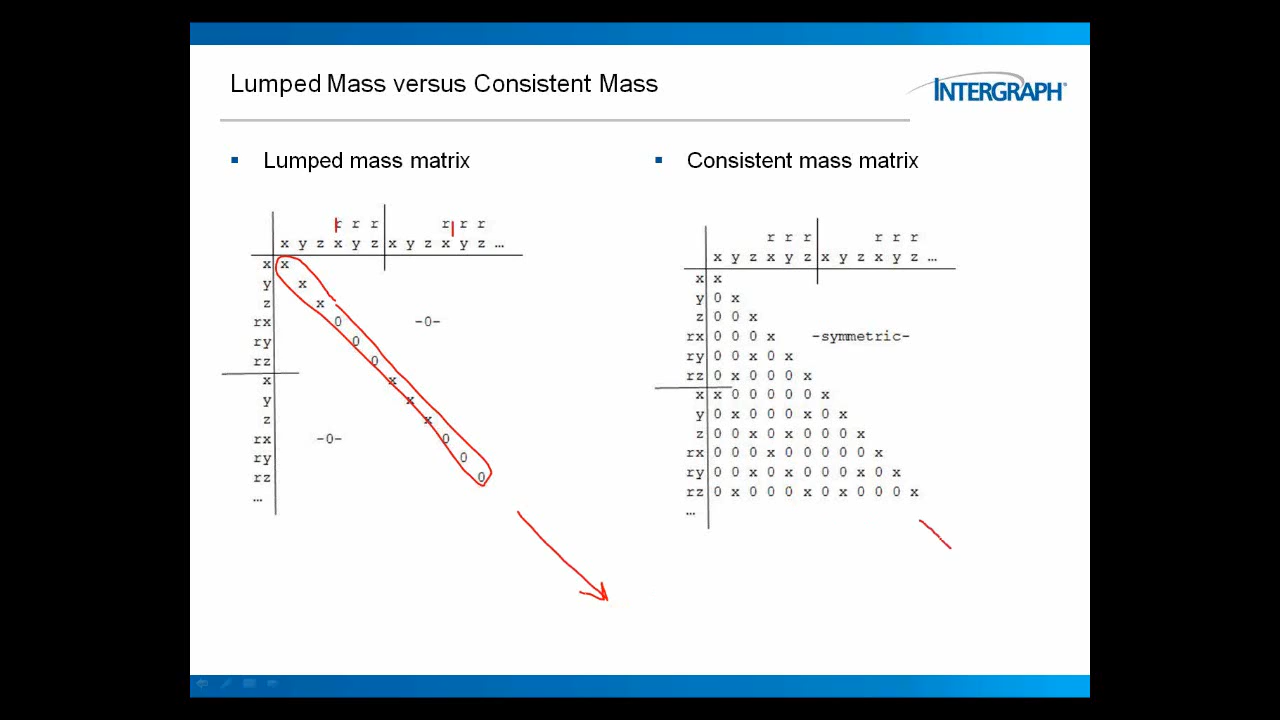 Lumped Mass versus Consistent Mass
INTERGRAPH
▪ Lumped mass matrix
r r r r r r
x y z x y z x y z x y z …
x x
y x
z x
rx 0 -0-
ry 0
rz 0
x x
y x
z x
rx -0- 0
ry 0
rz 0
…
▪ Consistent mass matrix
r r r r r r
x y z x y z x y z x y z …
x x
y 0 x
z 0 0 x
rx 0 0 0 x -symmetric-
ry 0 0 x 0 x
rz 0 x 0 0 0 x
x x 0 0 0 0 0 x
y 0 x 0 0 0 x 0 x
z 0 0 x 0 x 0 0 0 x
rx 0 0 0 x 0 0 0 0 0 x
ry 0 0 x 0 x 0 0 0 x 0 x
rz 0 x 0 0 0 x 0 x 0 0 0 x
…